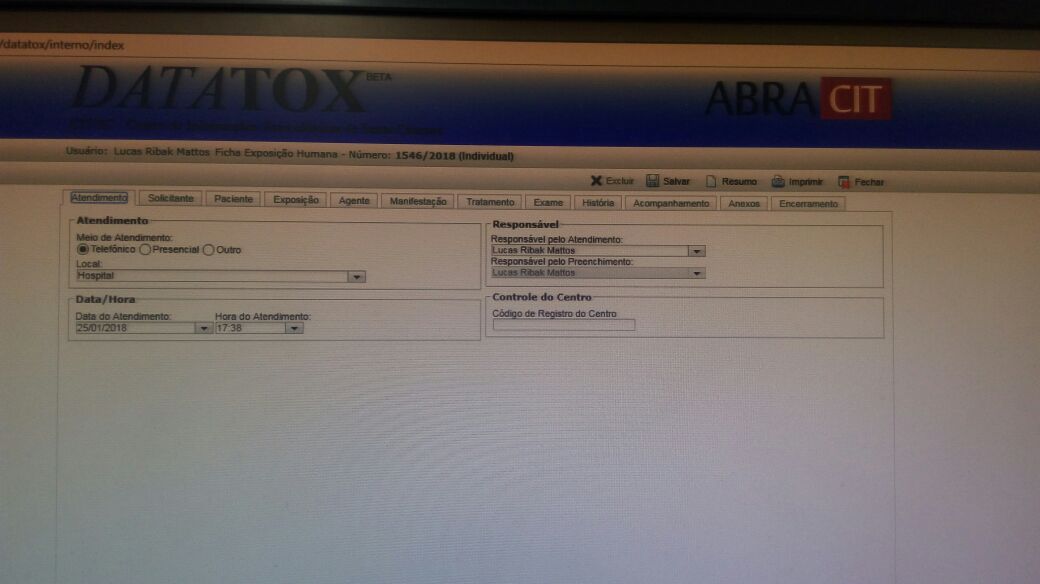 /datatox/interno/index
DATATOX BETA
ABRACIT
Usuário: Lucas Ribak Mattos Ficha Exposição Humana - Número: 1546/2018 (Individual)
Excluir Salvar Resumo Imprimir Fechar
Atendimento Solicitante Paciente Exposição Agente Manifestação Tratamento Exame História Acompanhamento Anexos Encerramento
Atendimento
Meio de Atendimento:
Telefônico Presencial Outro
Local:
Hospital
Responsável
Responsável pelo Atendimento:
Lucas Ribak Mattos
Responsável pelo Preenchimento:
Lucas Ribak Mattos
Data/Hora
Data do Atendimento: Hora do Atendimento:
25/01/2018 17:38
Controle do Centro
Código de Registro do Centro